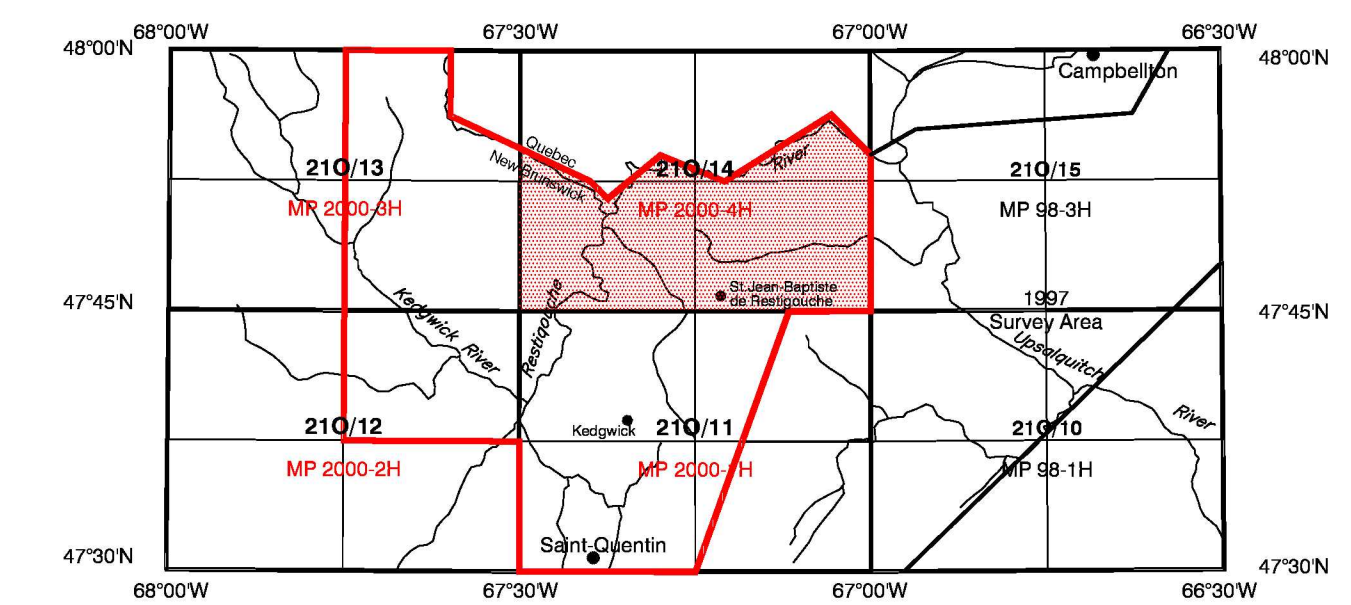 68°00'W 67°30'W 67°00'W 66°30'W
48°00'N 48°00'N
Campbellton
Quebec
New Brunswick
River
21O/13 21O/14 21O/15
MP 2000-3H MP 2000-4H MP 98-3H
St.Jean-Baptiste
de Restigouche
47°45'N 47°45'N
1997
Survey Area
Kedgwick River
Restigouche
Upsalquitch River
Kedgwick
21O/12 21O/11 21O/10
MP 2000-2H MP 2000-1H MP 98-1H
Saint-Quentin
47°30'N 47°30'N
68°00'W 67°30'W 67°00'W 66°30'W